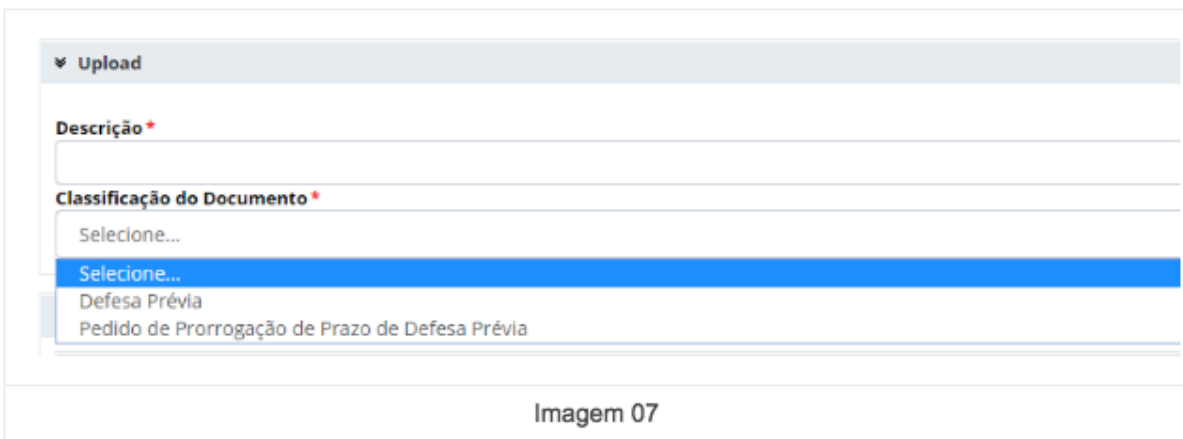 Upload
Descrição *
Classificação do Documento *
Selecione...
Selecione...
Defesa Prévia
Pedido de Prorrogação de Prazo de Defesa Prévia
Imagem 07